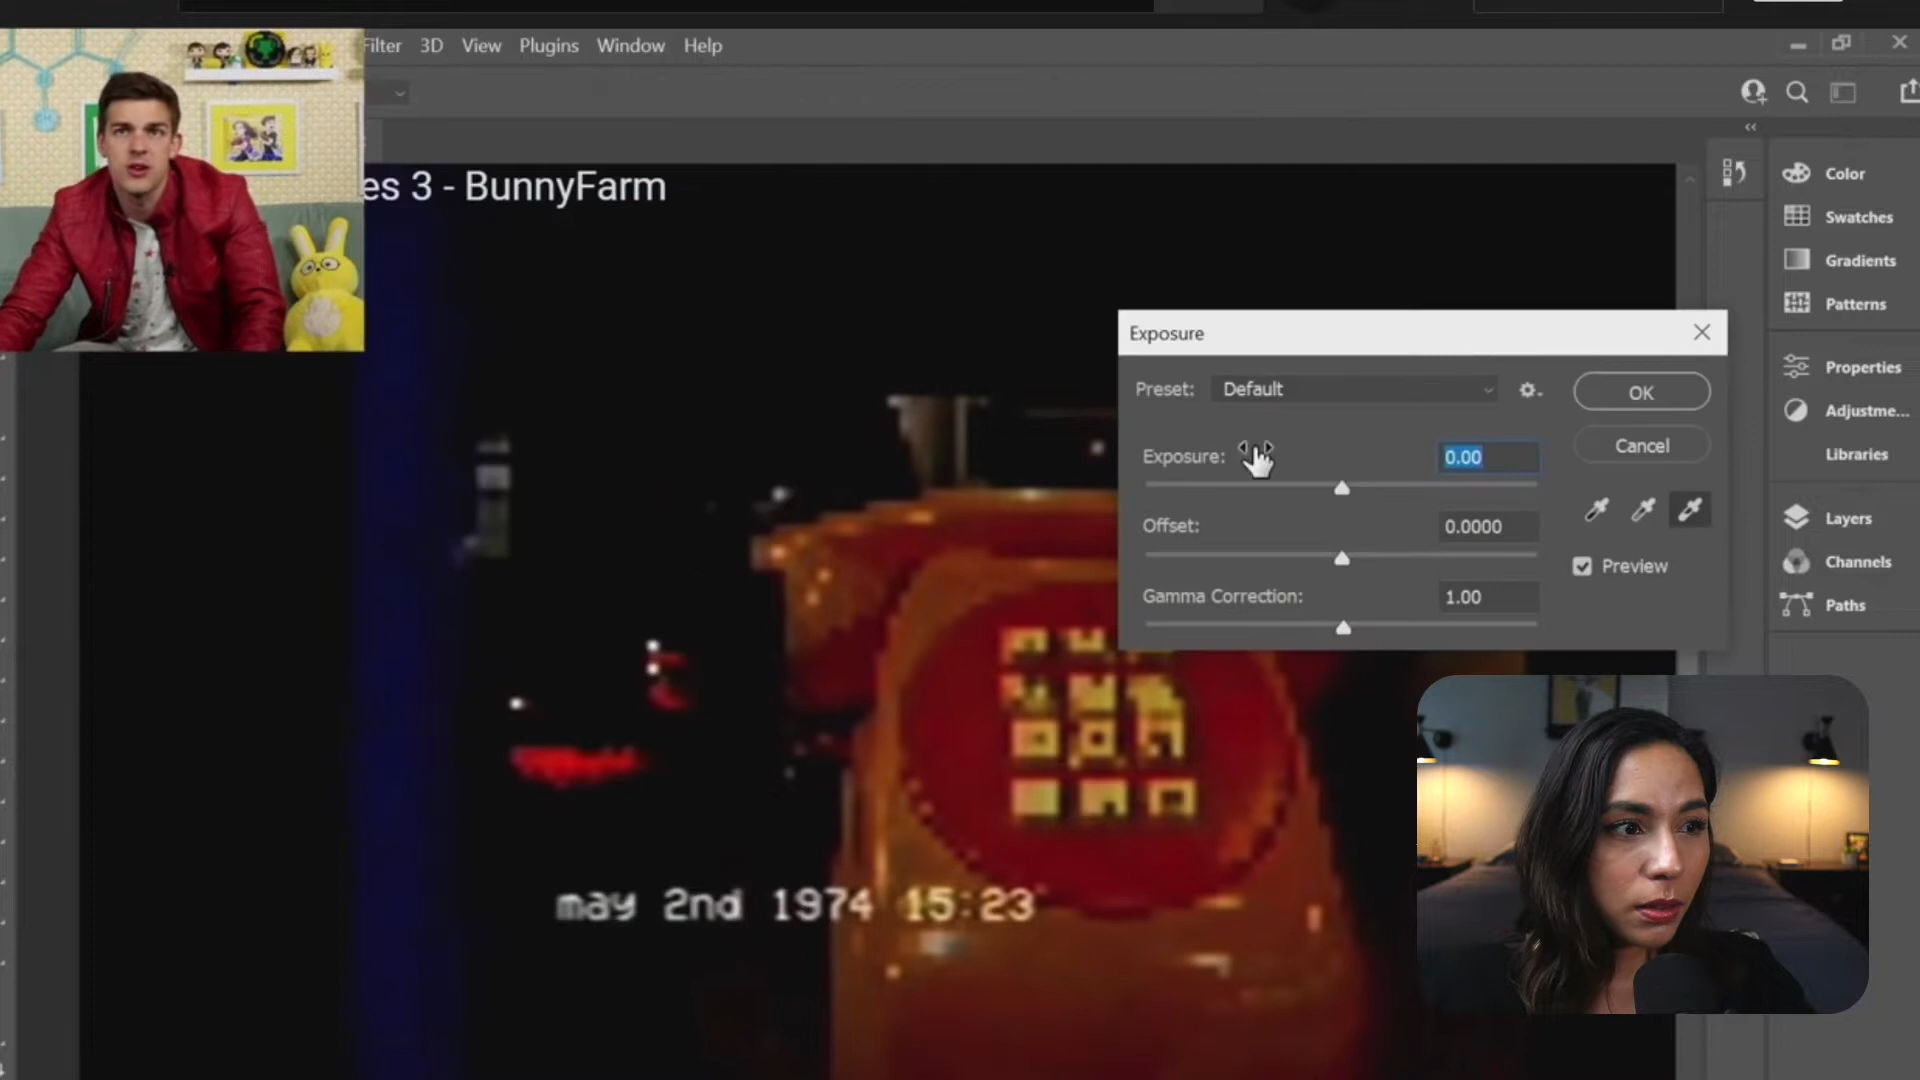 Filter 3D View Plugins Window Help
es 3 - BunnyFarm
Color
Swatches
Gradients
Patterns
Exposure
Preset: Default
OK
Properties
Adjustme...
Exposure: 0.00
Cancel
Libraries
Offset: 0.0000
Layers
Preview
Channels
Gamma Correction: 1.00
Paths
may 2nd 1974 15:23